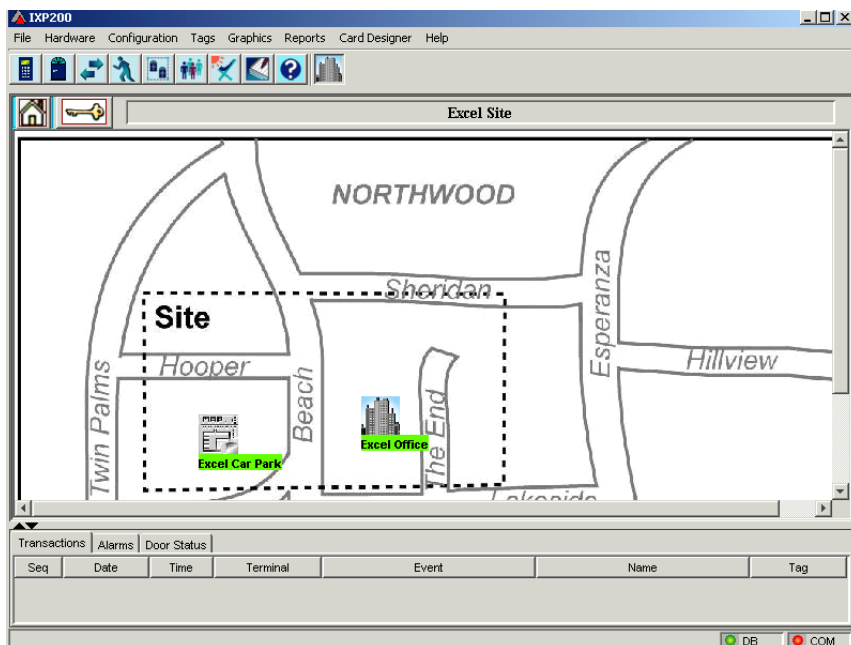 IXP200
File Hardware Configuration Tags Graphics Reports Card Designer Help
Excel Site
NORTHWOOD
Sheridan
Esperanza
Site
Hooper
Hillview
Twin Palms
Beach
The End
MAP
Excel Car Park
Excel Office
Lakeside
Transactions Alarms Door Status
Seq Date Time Terminal Event Name Tag
DB COM